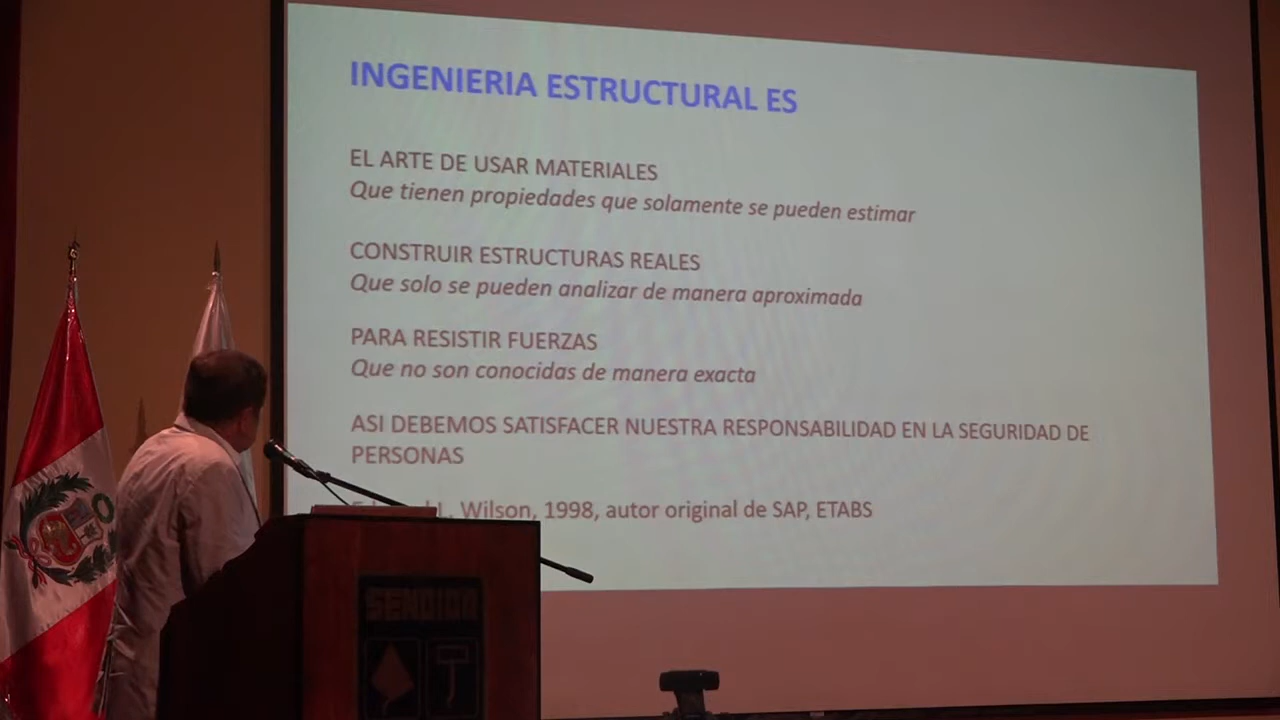 INGENIERIA ESTRUCTURAL ES
EL ARTE DE USAR MATERIALES
Que tienen propiedades que solamente se pueden estimar
CONSTRUIR ESTRUCTURAS REALES
Que solo se pueden analizar de manera aproximada
PARA RESISTIR FUERZAS
Que no son conocidas de manera exacta
ASI DEBEMOS SATISFACER NUESTRA RESPONSABILIDAD EN LA SEGURIDAD DE
PERSONAS
L. Wilson, 1998, autor original de SAP, ETABS